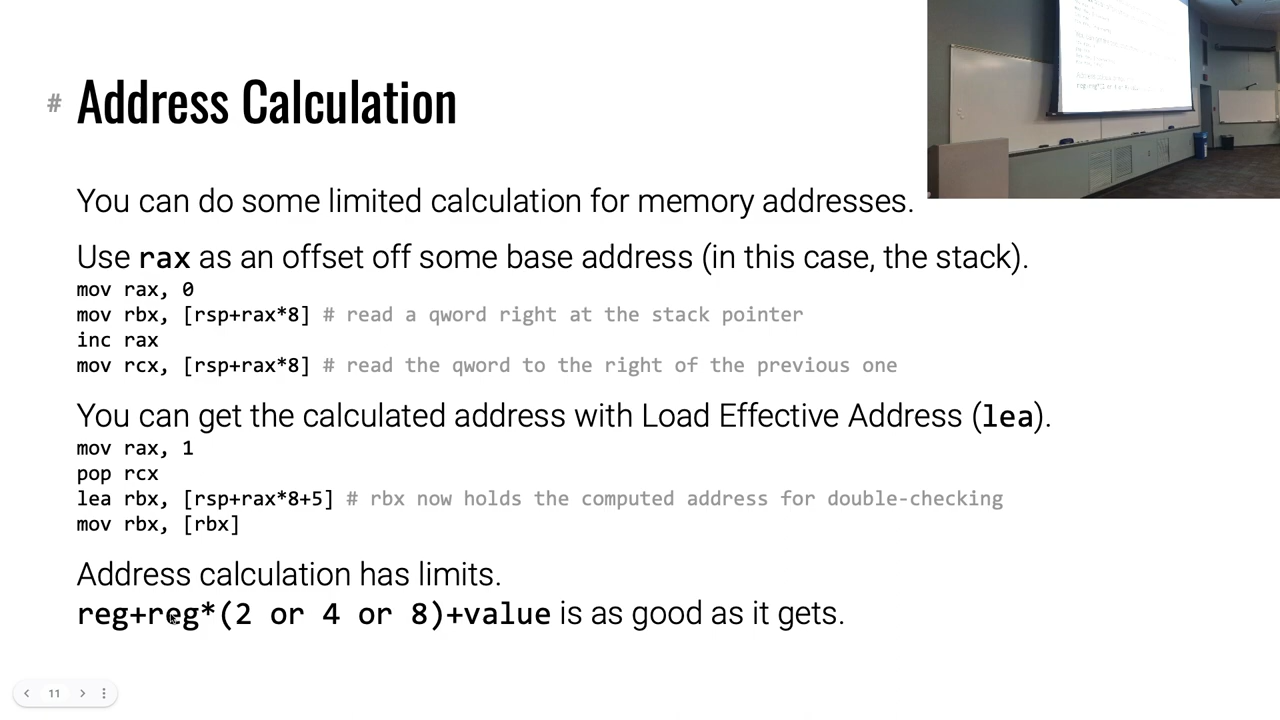 # Address Calculation
You can do some limited calculation for memory addresses.
Use rax as an offset off some base address (in this case, the stack).
mov rax, 0
mov rbx, [rsp+rax*8] # read a qword right at the stack pointer
inc rax
mov rcx, [rsp+rax*8] # read the qword to the right of the previous one
You can get the calculated address with Load Effective Address (lea).
mov rax, 1
pop rcx
lea rbx, [rsp+rax*8+5] # rbx now holds the computed address for double-checking
mov rbx, [rbx]
Address calculation has limits.
reg+reg*(2 or 4 or 8)+value is as good as it gets.
11